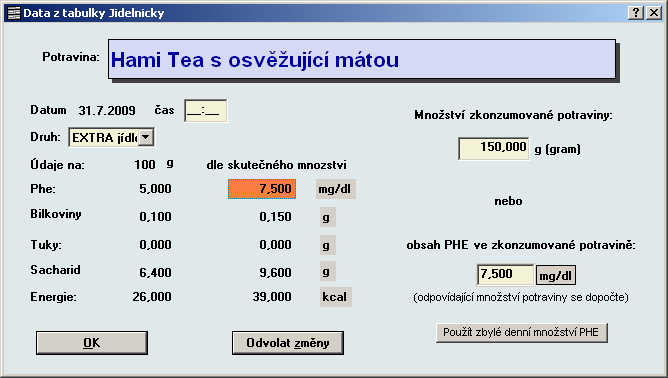 Data z tabulky Jidelnicky
Potravina: Hami Tea s osvěžující mátou
Datum 31.7.2009 čas __:__
Množství zkonzumované potraviny:
Druh: EXTRA jídlo
150,000 g (gram)
Údaje na: 100 g dle skutečného mnozstvi
Phe: 5,000 7,500 mg/dl
nebo
Bilkoviny 0,100 0,150 g
Tuky: 0,000 0,000 g
obsah PHE ve zkonzumované potravině:
Sacharid 6,400 9,600 g
7,500 mg/dl
Energie: 26,000 39,000 kcal
(odpovídající množství potraviny se dopočte)
OK
Odvolat změny
Použít zbylé denní množství PHE